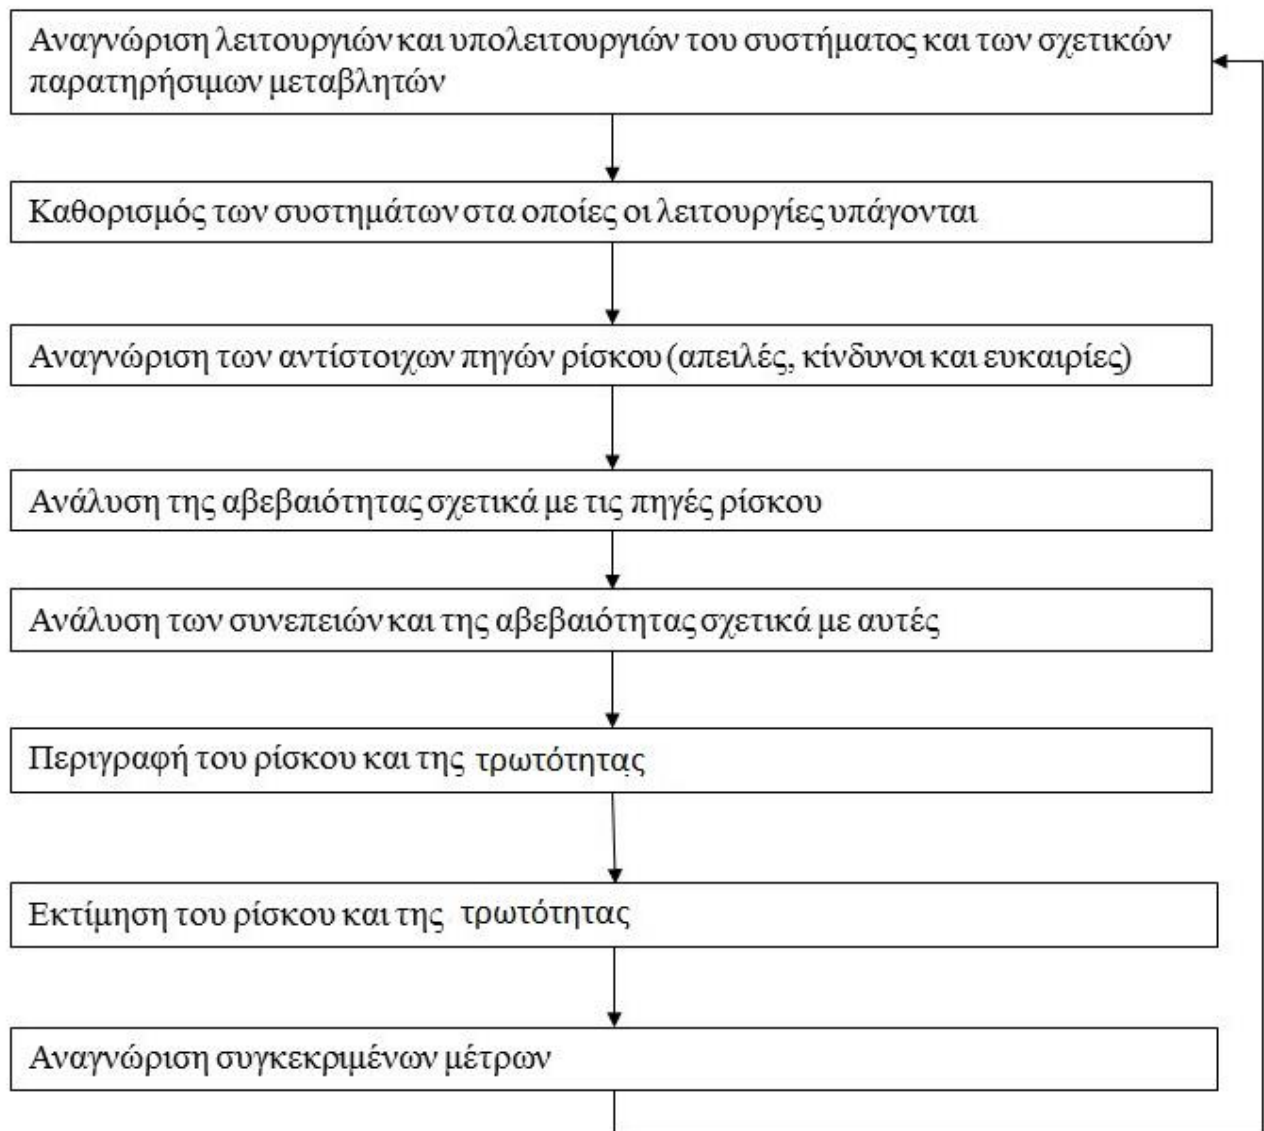 Αναγνώριση λειτουργιών και υπολειτουργιών του συστήματος και των σχετικών
παρατηρήσιμων μεταβλητών
Καθορισμός των συστημάτων στα οποίες οι λειτουργίες υπάγονται
Αναγνώριση των αντίστοιχων πηγών ρίσκου (απειλές, κίνδυνοι και ευκαιρίες)
Ανάλυση της αβεβαιότητας σχετικά με τις πηγές ρίσκου
Ανάλυση των συνεπειών και της αβεβαιότητας σχετικά με αυτές
Περιγραφή του ρίσκου και της τρωτότητας
Εκτίμηση του ρίσκου και της τρωτότητας
Αναγνώριση συγκεκριμένων μέτρων